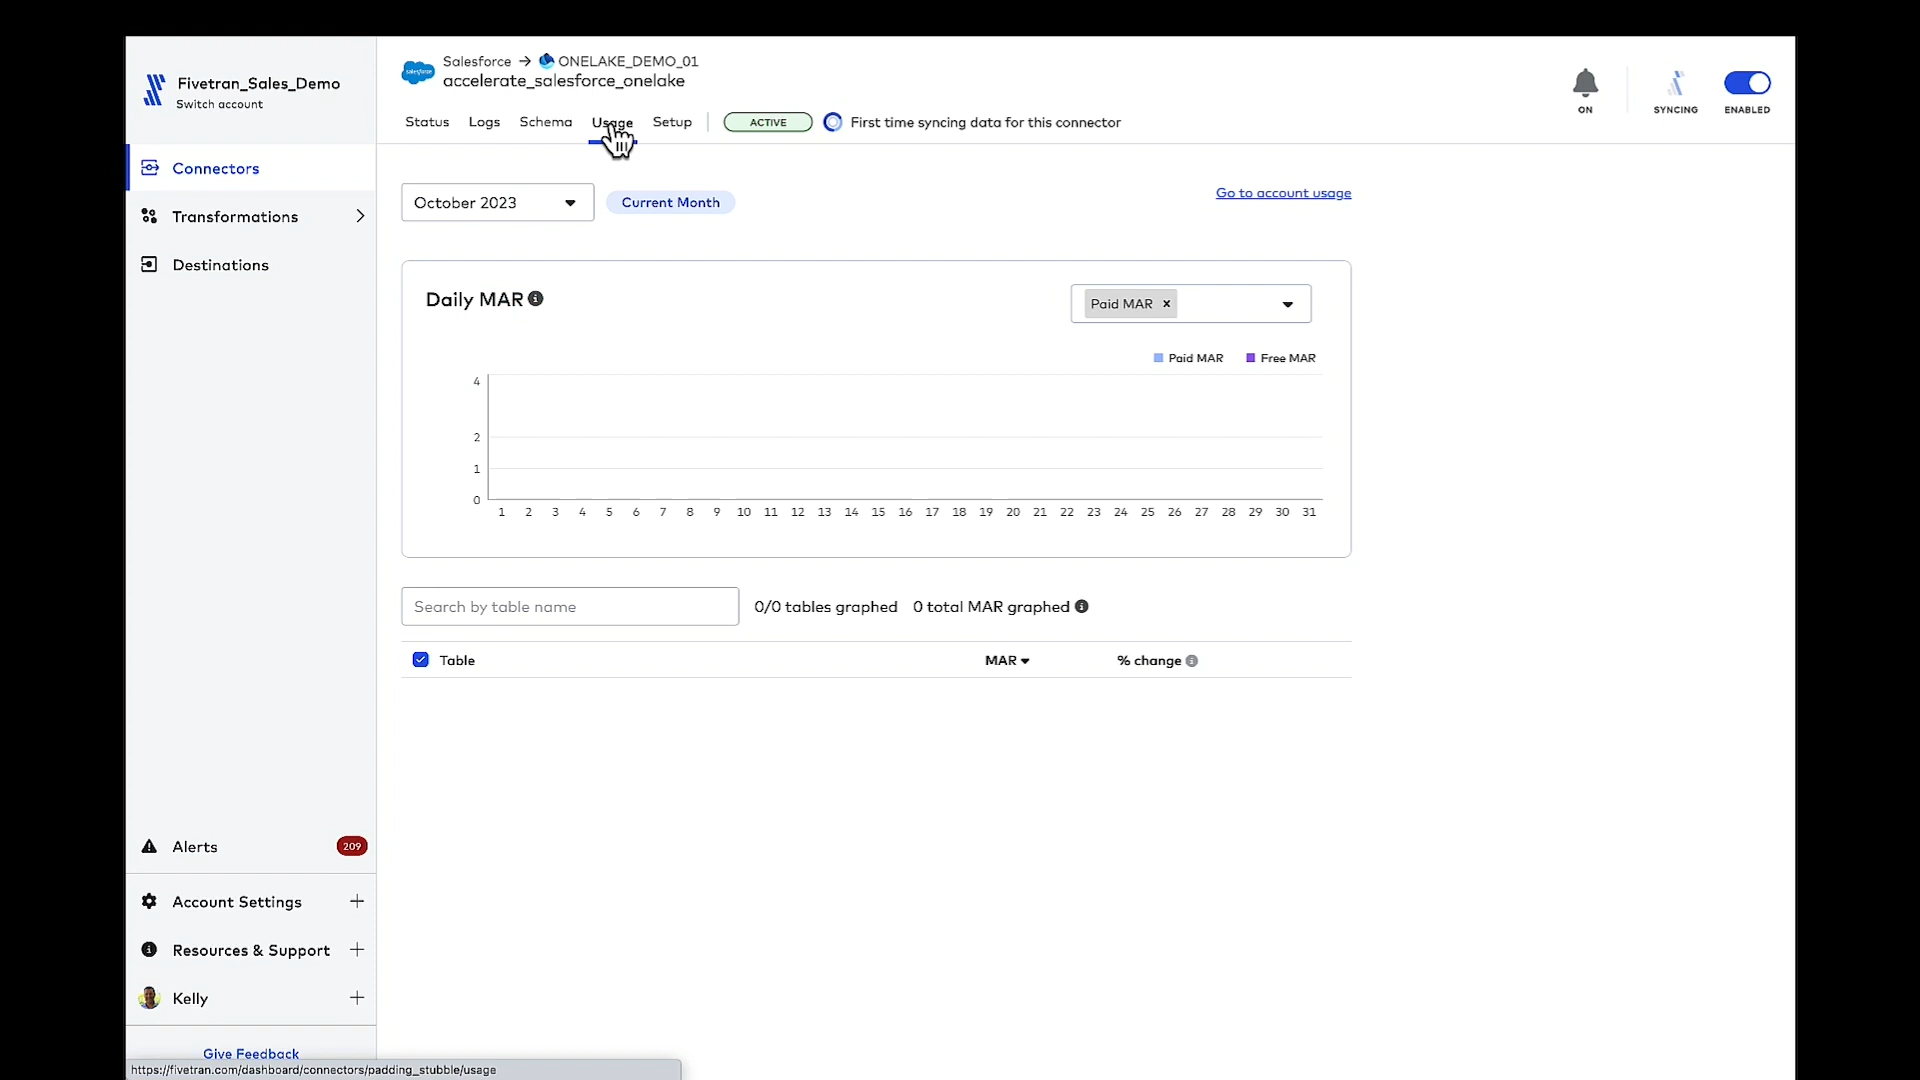 Fivetran_Sales_Demo
Switch account
Connectors
Transformations
Destinations
Alerts
209
Account Settings
Resources & Support
Kelly
Give Feedback
https://fivetran.com/dashboard/connectors/padding_stubble/usage
salesforce
Salesforce → ONELAKE_DEMO_01
accelerate_salesforce_onelake
Status Logs Schema Usage Setup ACTIVE First time syncing data for this connector
ON
SYNCING
ENABLED
October 2023
Current Month
Go to account usage
Daily MAR
Paid MAR ×
Paid MAR Free MAR
4
2
1
0
1 2 3 4 5 6 7 8 9 10 11 12 13 14 15 16 17 18 19 20 21 22 23 24 25 26 27 28 29 30 31
Search by table name
0/0 tables graphed 0 total MAR graphed
Table MAR % change